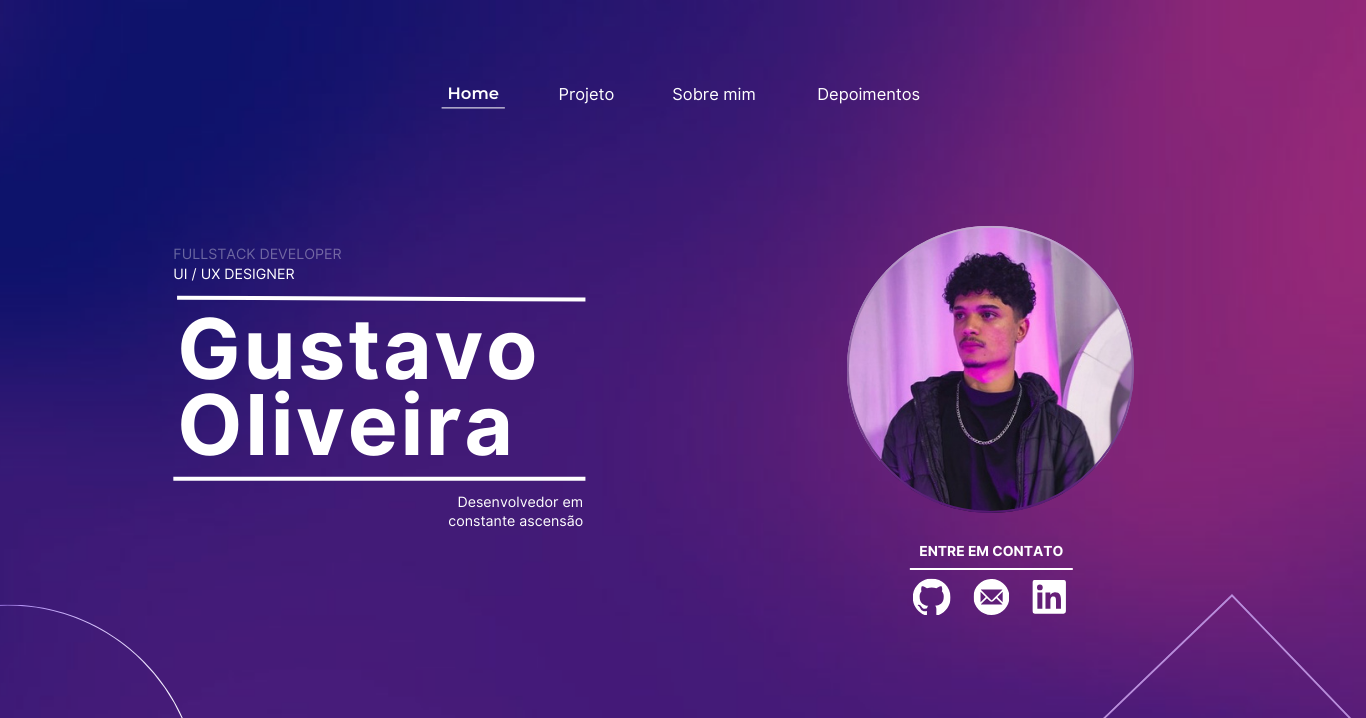 Home Projeto Sobre mim Depoimentos
FULLSTACK DEVELOPER
UI / UX DESIGNER
Gustavo
Oliveira
Desenvolvedor em
constante ascensão
ENTRE EM CONTATO
in